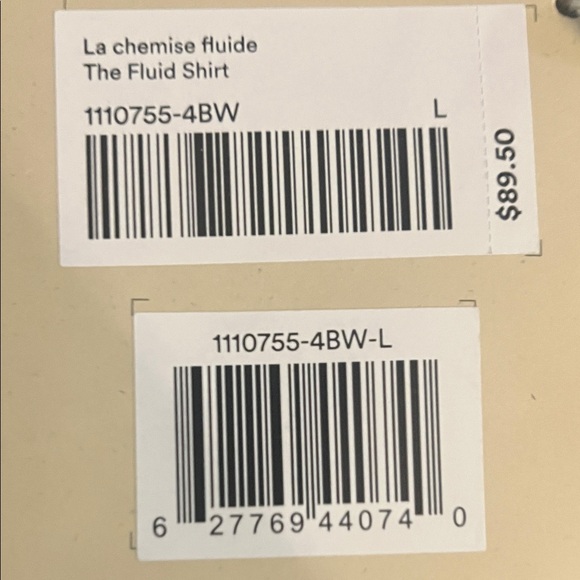 La chemise fluide
The Fluid Shirt
1110755-4BW L
$89.50
1110755-4BW-L
6 27769 44074 0